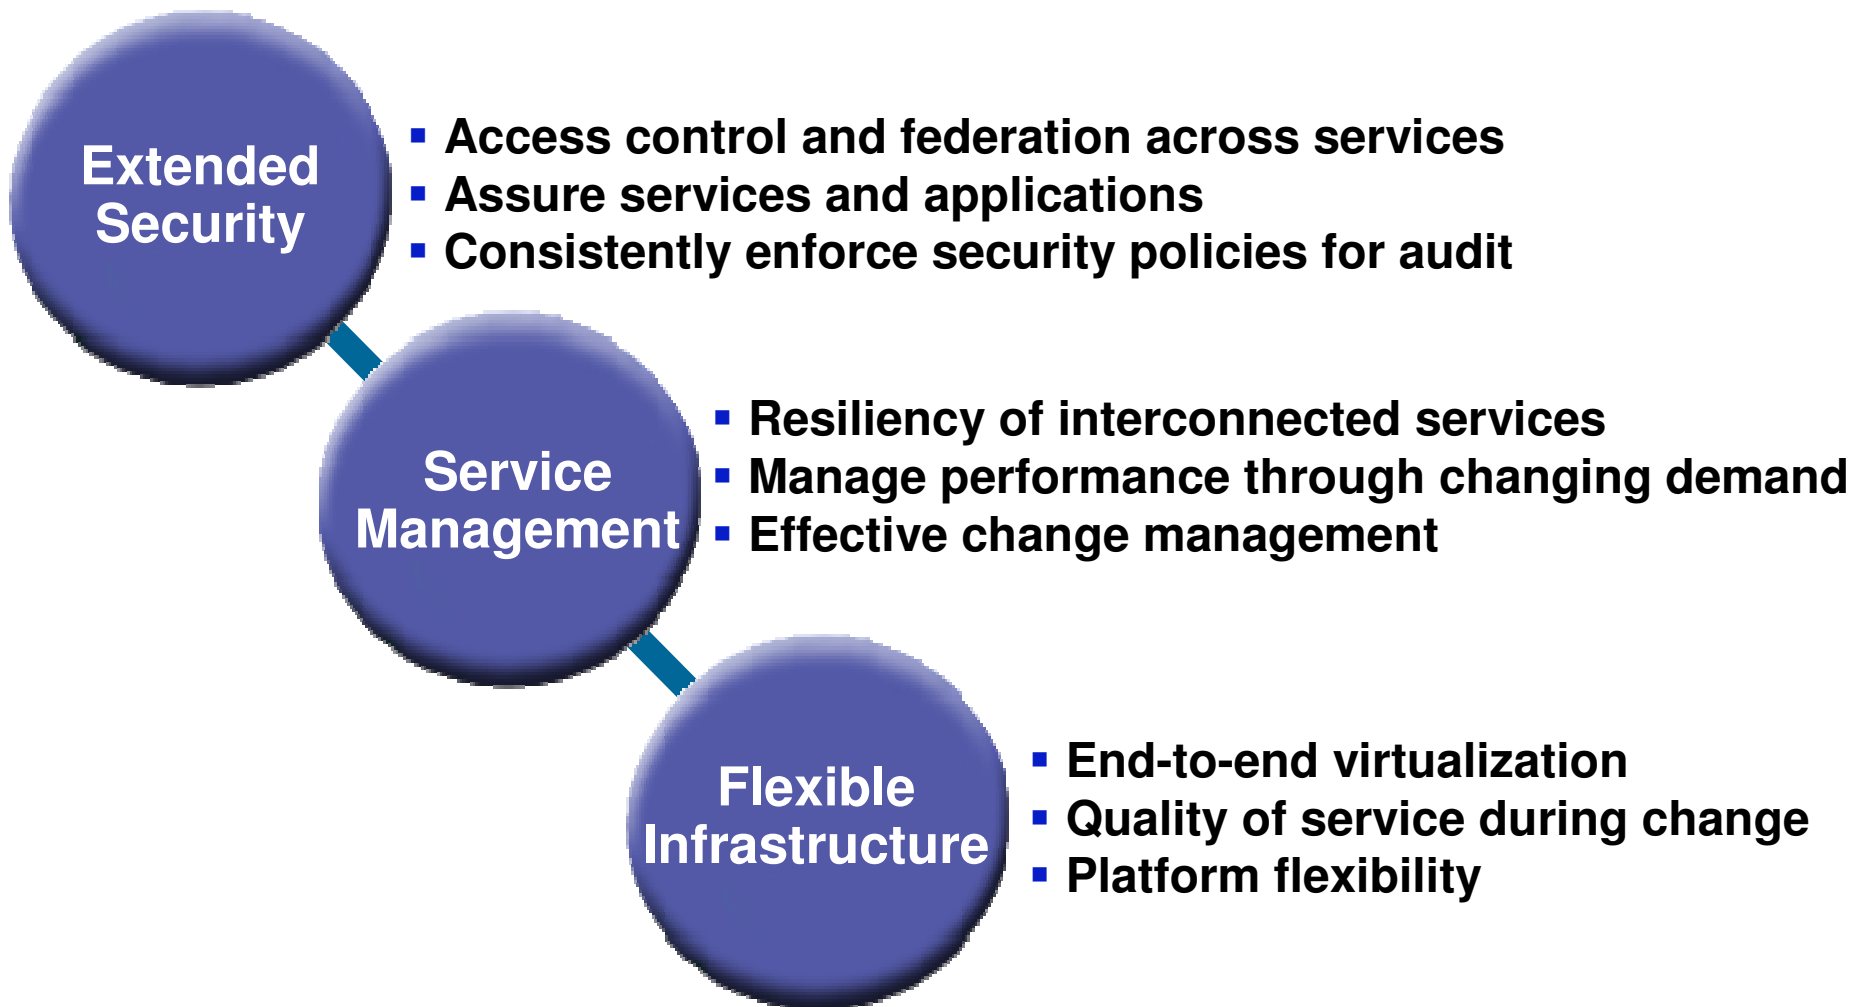 Extended
Security
▪ Access control and federation across services
▪ Assure services and applications
▪ Consistently enforce security policies for audit
Service
Management
▪ Resiliency of interconnected services
▪ Manage performance through changing demand
▪ Effective change management
Flexible
Infrastructure
▪ End-to-end virtualization
▪ Quality of service during change
▪ Platform flexibility